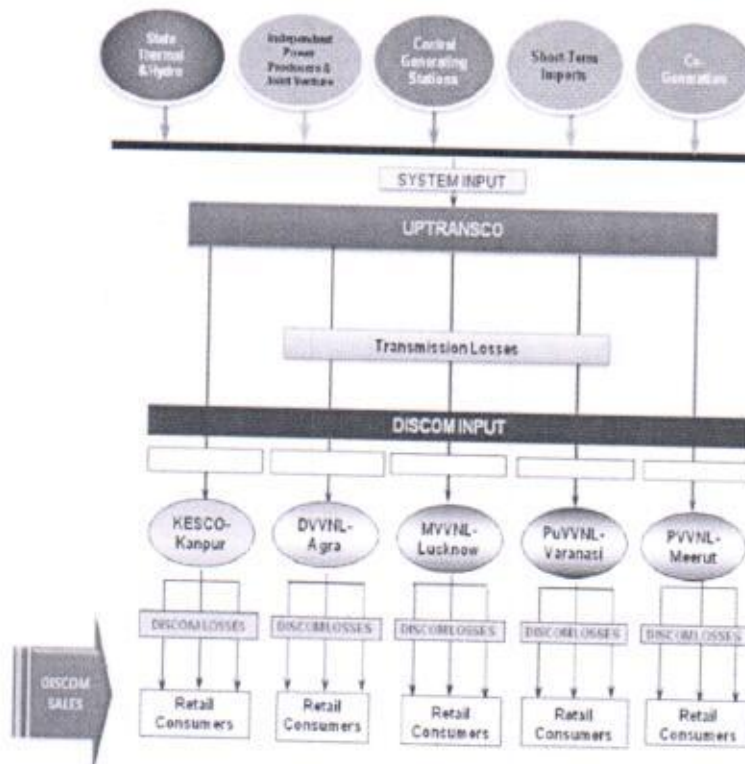 State
Thermal
& Hydro
Independent
Power
Producers &
Joint Venture
Central
Generating
Stations
Short Term
Imports
Co-
Generation
SYSTEM INPUT
UPTRANSCO
Transmission Losses
DISCOM INPUT
KESCO-
Kanpur
DVVNL-
Agra
MVVNL-
Lucknow
PuVVNL-
Varanasi
PVVNL-
Meerut
DISCOM LOSSES
DISCOM LOSSES
DISCOM LOSSES
DISCOM LOSSES
DISCOM LOSSES
DISCOM
SALES
Retail
Consumers
Retail
Consumers
Retail
Consumers
Retail
Consumers
Retail
Consumers